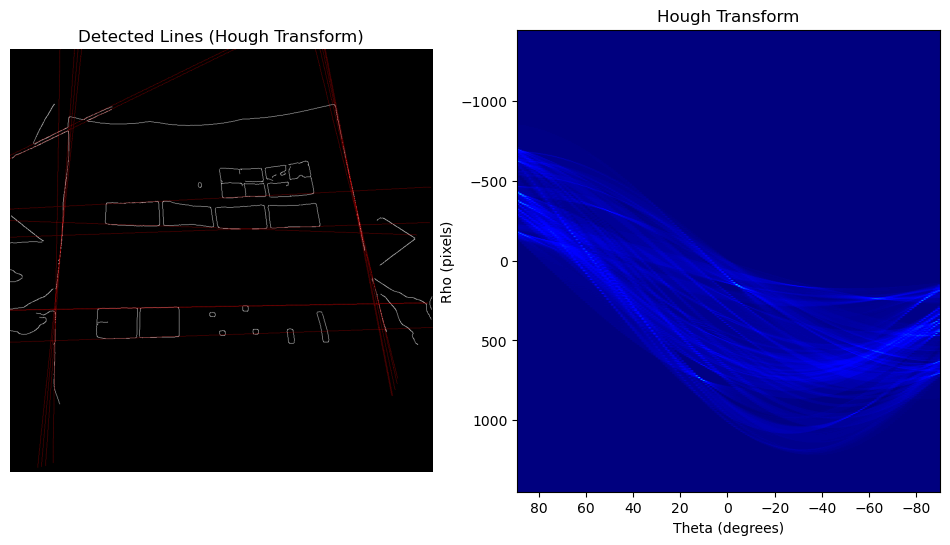 Detected Lines (Hough Transform)
Hough Transform
Rho (pixels)
−1000
−500
0
500
1000
80 60 40 20 0 −20 −40 −60 −80
Theta (degrees)